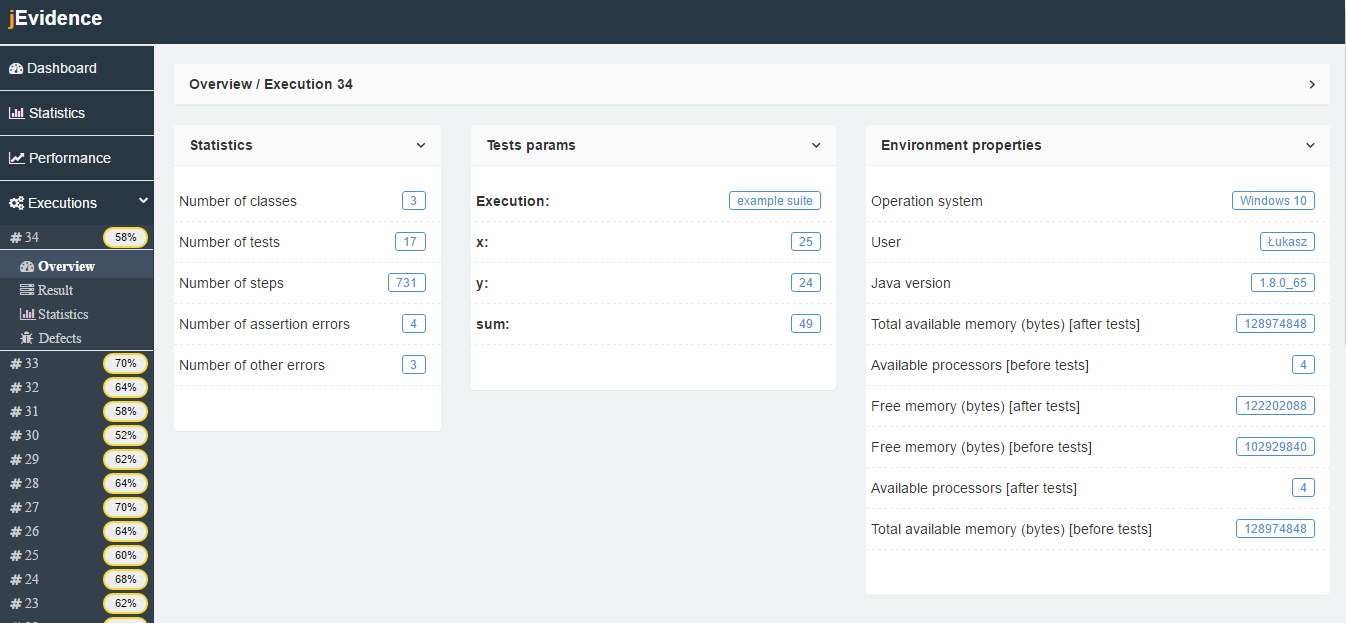 jEvidence
Dashboard
Statistics
Performance
Executions
# 34 58%
Overview
Result
Statistics
Defects
# 33 70%
# 32 64%
# 31 58%
# 30 52%
# 29 62%
# 28 64%
# 27 70%
# 26 64%
# 25 60%
# 24 68%
# 23 62%
Overview / Execution 34
Statistics
Number of classes 3
Number of tests 17
Number of steps 731
Number of assertion errors 4
Number of other errors 3
Tests params
Execution: example suite
x: 25
y: 24
sum: 49
Environment properties
Operation system Windows 10
User Łukasz
Java version 1.8.0_65
Total available memory (bytes) [after tests] 128974848
Available processors [before tests] 4
Free memory (bytes) [after tests] 122202088
Free memory (bytes) [before tests] 102929840
Available processors [after tests] 4
Total available memory (bytes) [before tests] 128974848